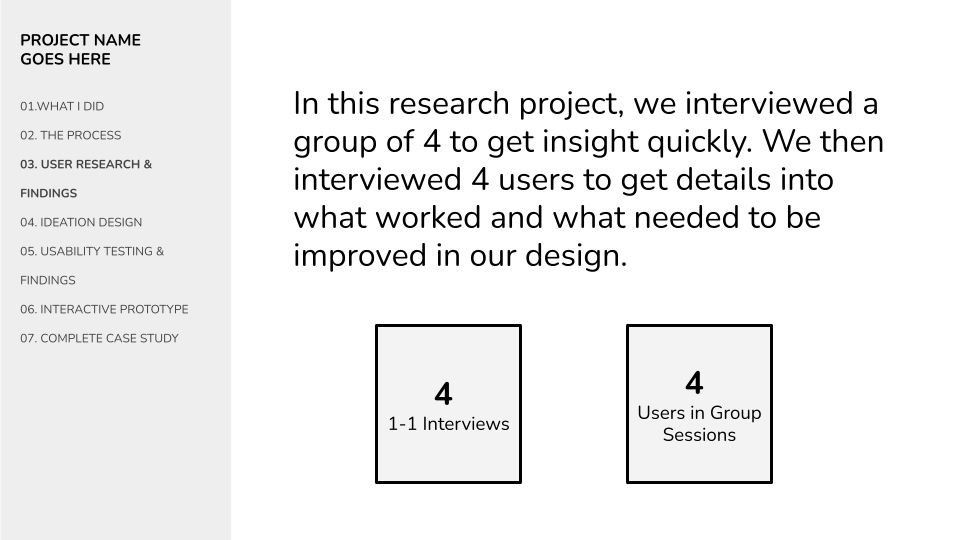 PROJECT NAME
GOES HERE
01.WHAT I DID
02. THE PROCESS
03. USER RESEARCH &
FINDINGS
04. IDEATION DESIGN
05. USABILITY TESTING &
FINDINGS
06. INTERACTIVE PROTOTYPE
07. COMPLETE CASE STUDY
In this research project, we interviewed a
group of 4 to get insight quickly. We then
interviewed 4 users to get details into
what worked and what needed to be
improved in our design.
4
1-1 Interviews
4
Users in Group
Sessions